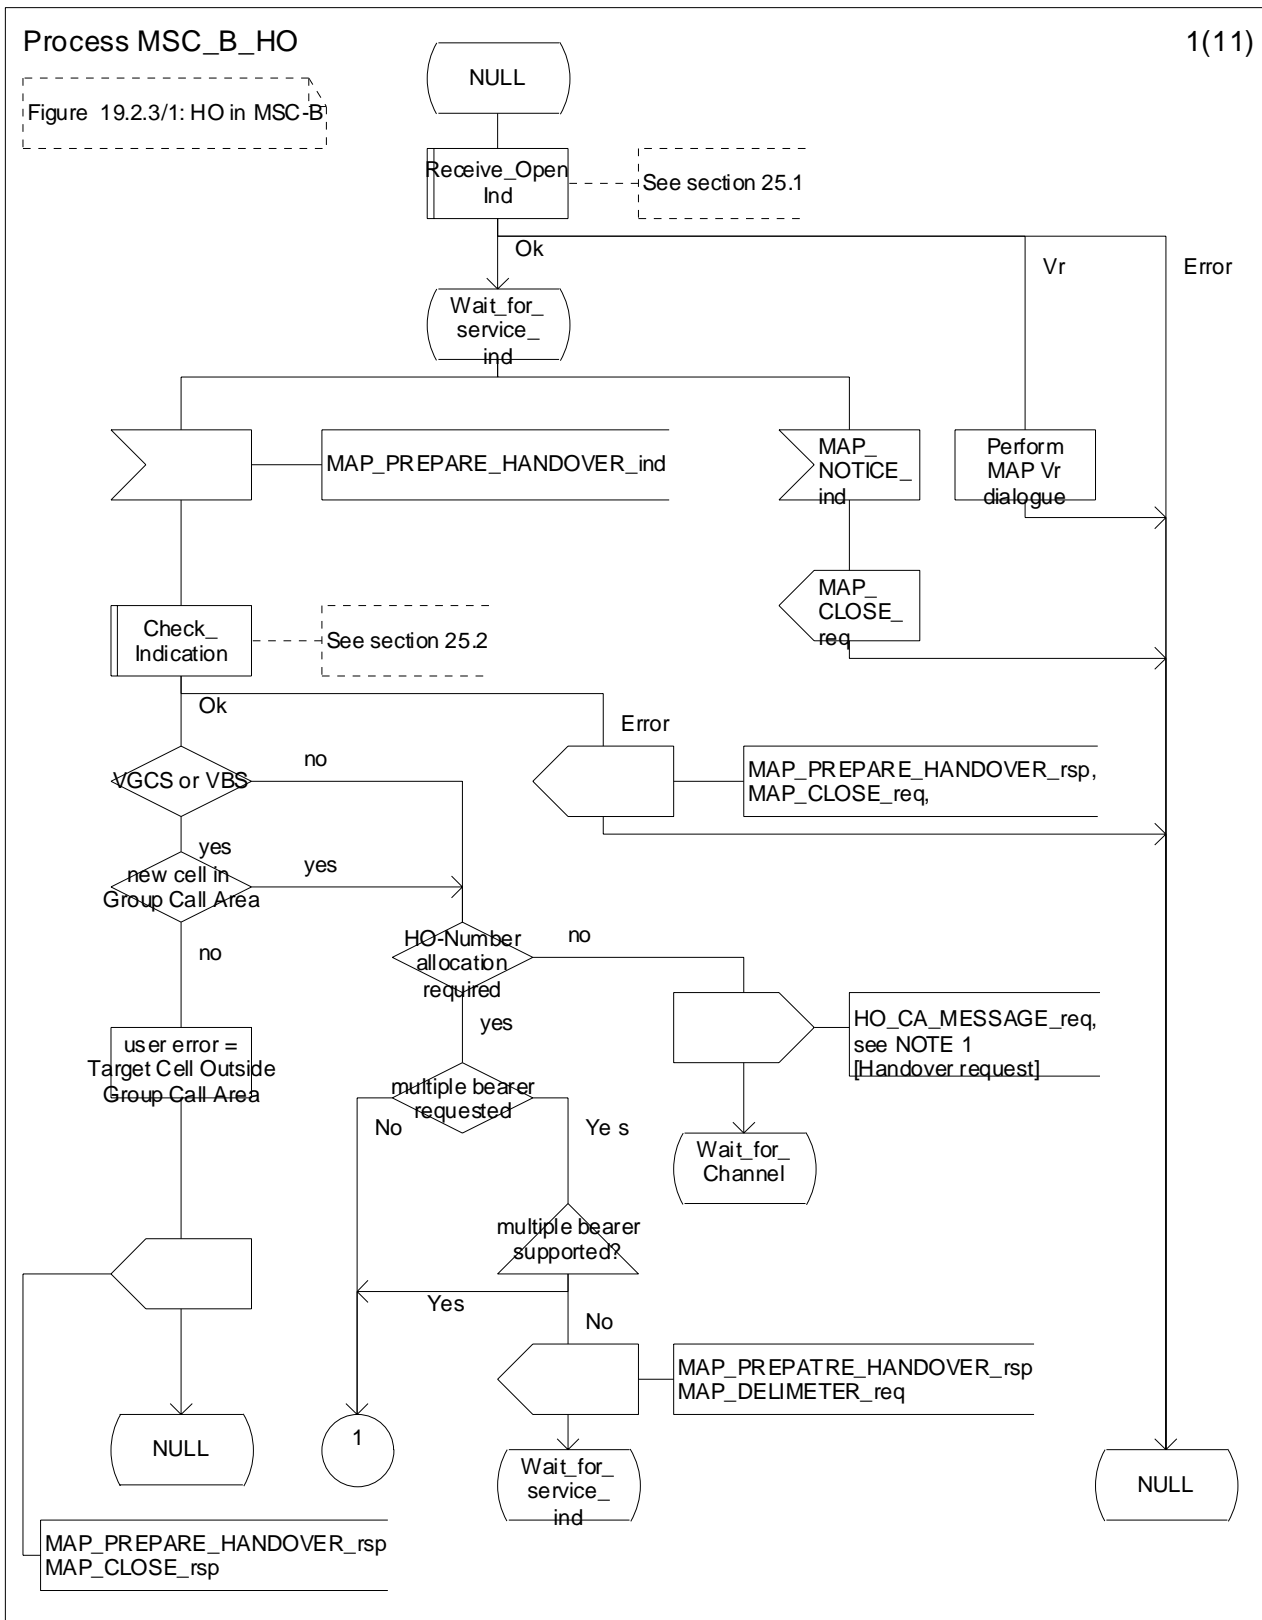 Process MSC_B_HO
1(11)
Figure 19.2.3/1: HO in MSC-B
NULL
Receive_Open
Ind
See section 25.1
Ok
Vr
Error
Wait_for_
service_
ind
MAP_PREPARE_HANDOVER_ind
MAP_
NOTICE_
ind
Perform
MAP Vr
dialogue
MAP_
CLOSE_
req
Check_
Indication
See section 25.2
Ok
Error
VGCS or VBS
no
MAP_PREPARE_HANDOVER_rsp,
MAP_CLOSE_req,
yes
new cell in
Group Call Area
yes
no
HO-Number
allocation
required
no
yes
HO_CA_MESSAGE_req,
see NOTE 1
[Handover request]
user error =
Target Cell Outside
Group Call Area
multiple bearer
requested
No
Ye s
Wait_for_
Channel
multiple bearer
supported?
Yes
No
MAP_PREPATRE_HANDOVER_rsp
MAP_DELIMETER_req
NULL
1
Wait_for_
service_
ind
NULL
MAP_PREPARE_HANDOVER_rsp
MAP_CLOSE_rsp